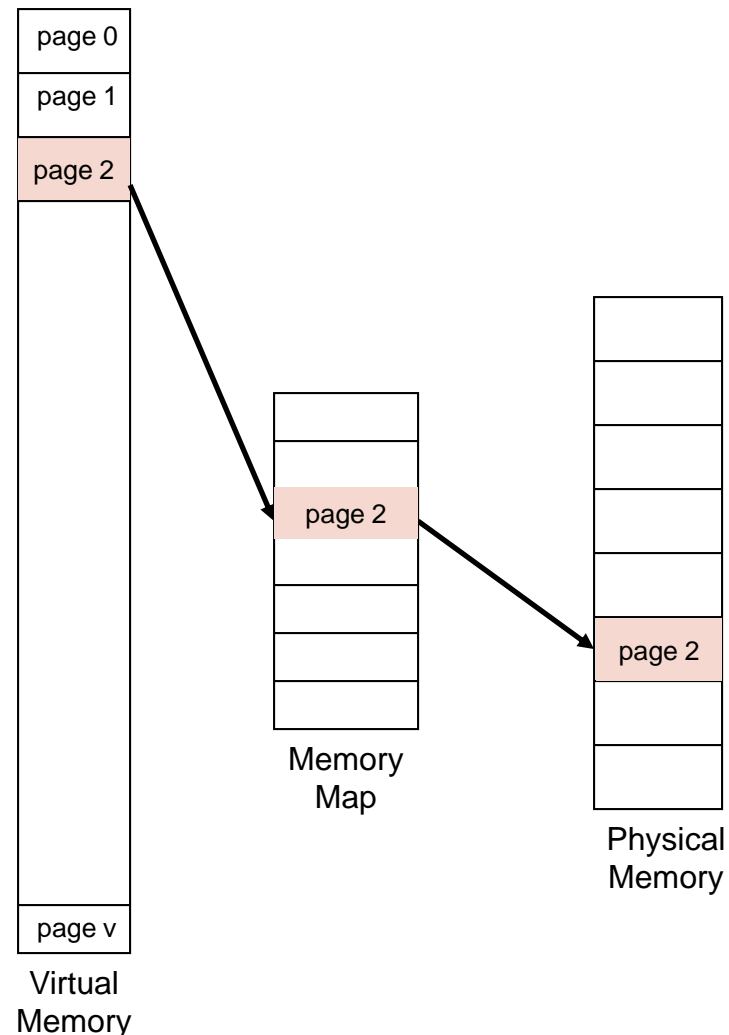 page 0
page 1
page 2
page v
Virtual
Memory
page 2
Memory
Map
page 2
Physical
Memory